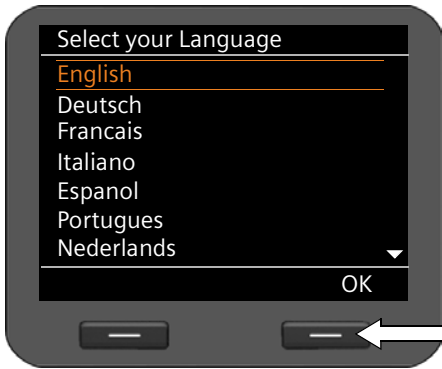 Select your Language
English
Deutsch
Francais
Italiano
Espanol
Portugues
Nederlands
OK